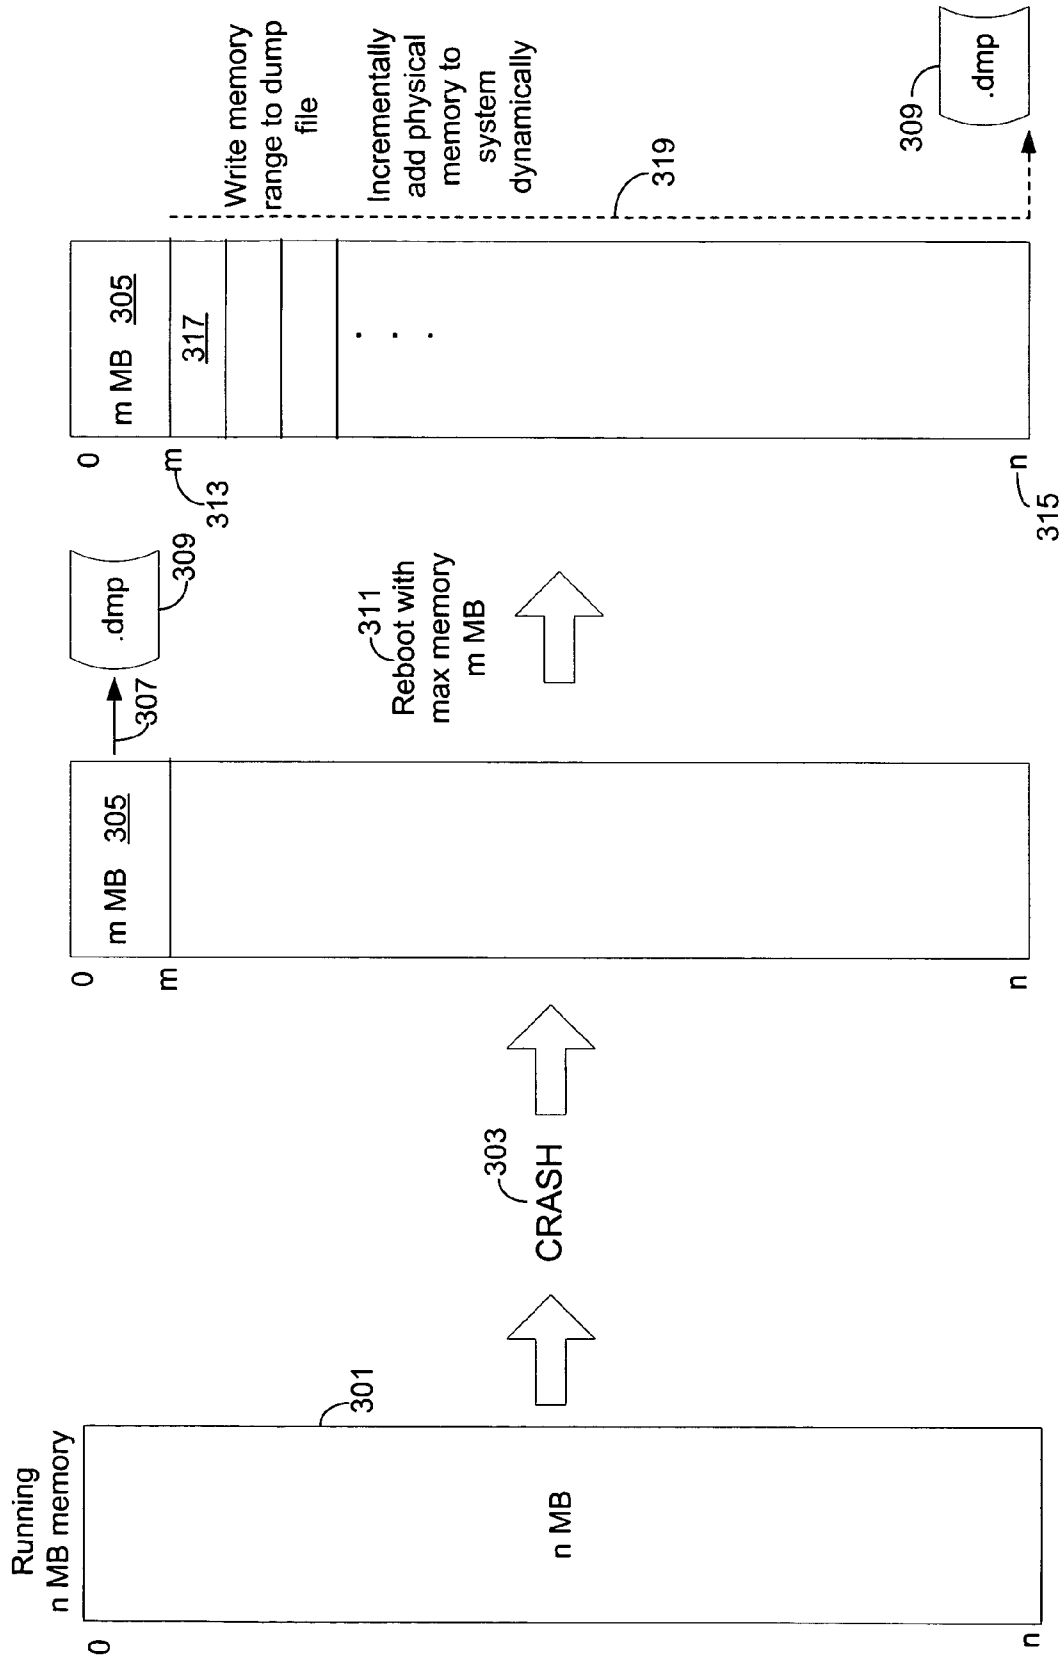 Running
n MB memory
0
301
n MB
n
303
CRASH
0
m MB 305
m
307
.dmp
309
n
311
Reboot with
max memory
m MB
0
m MB 305
m
313
317
. . .
n
315
Write memory
range to dump
file
Incrementally
add physical
memory to
system
dynamically
319
309
.dmp